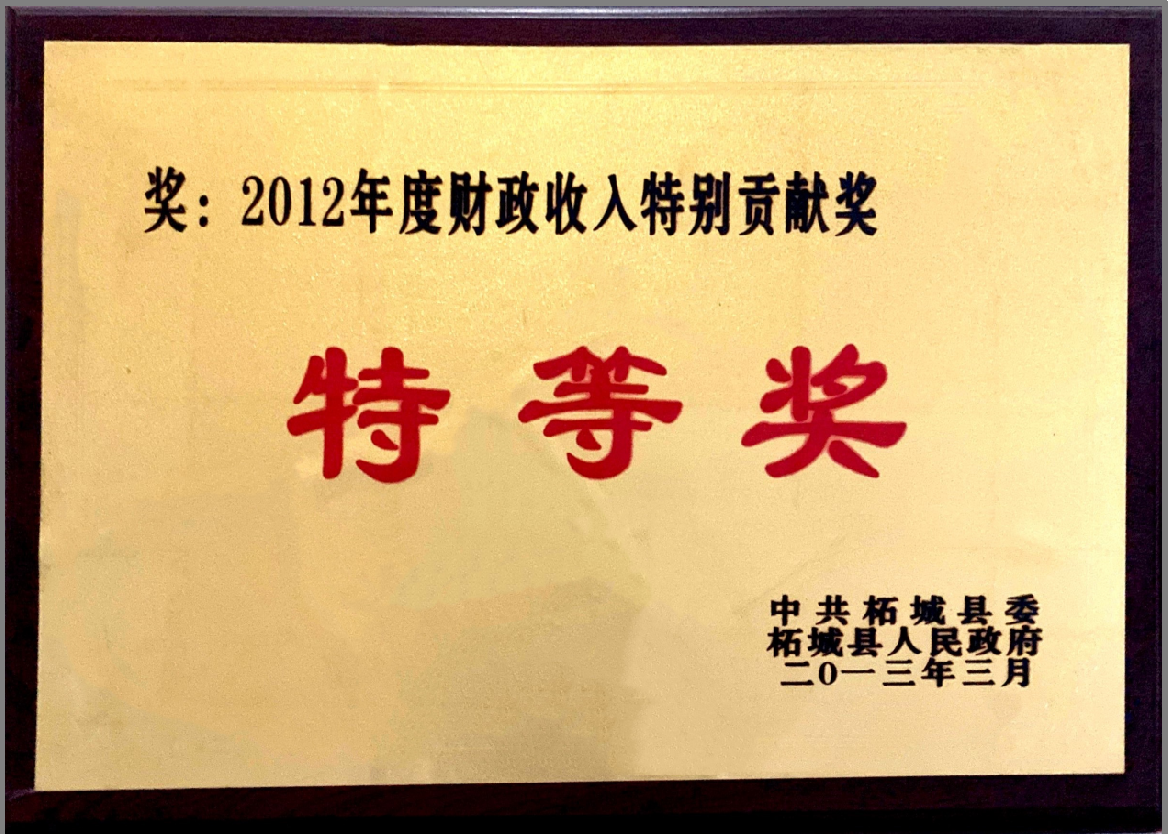 奖：2012年度财政收入特别贡献奖
特等奖
中共柘城县委
柘城县人民政府
二0一三年三月